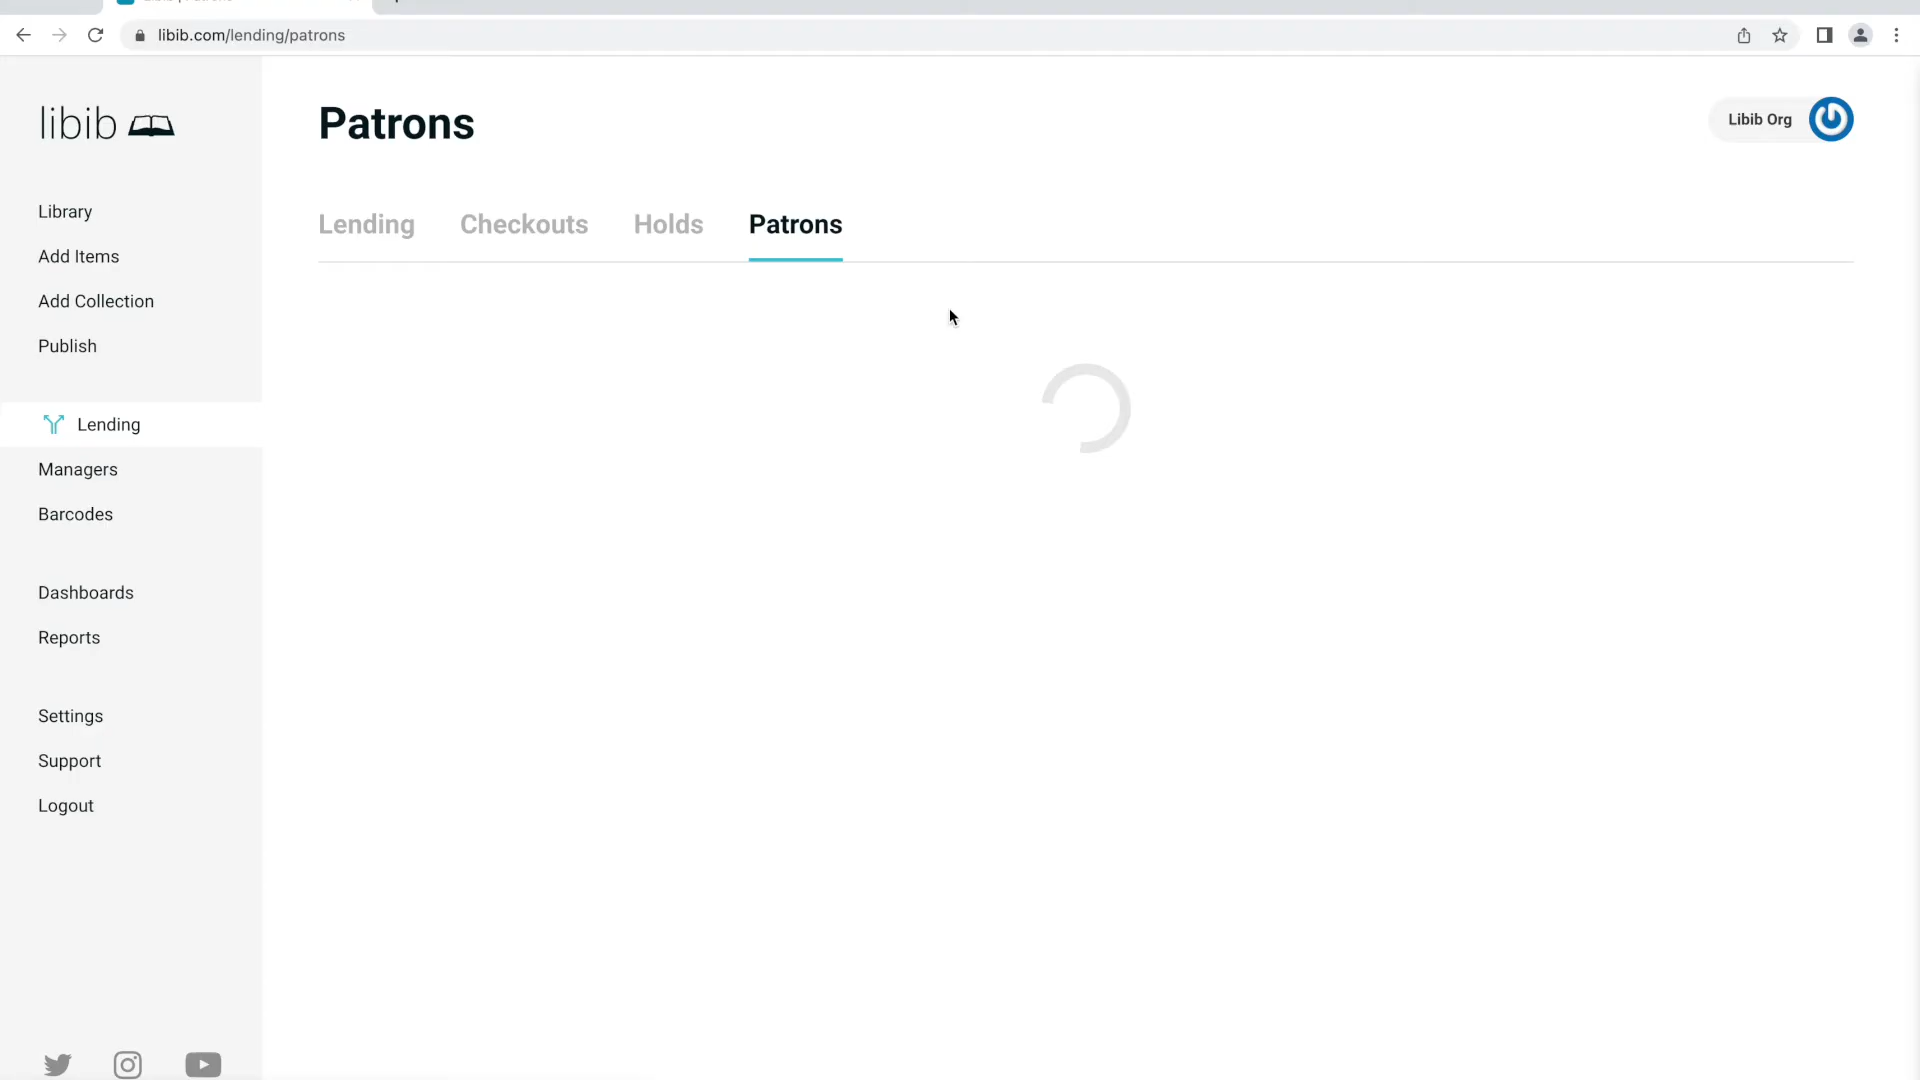 libib.com/lending/patrons
libib
Patrons
Libib Org
Lending Checkouts Holds Patrons
Library
Add Items
Add Collection
Publish
Lending
Managers
Barcodes
Dashboards
Reports
Settings
Support
Logout